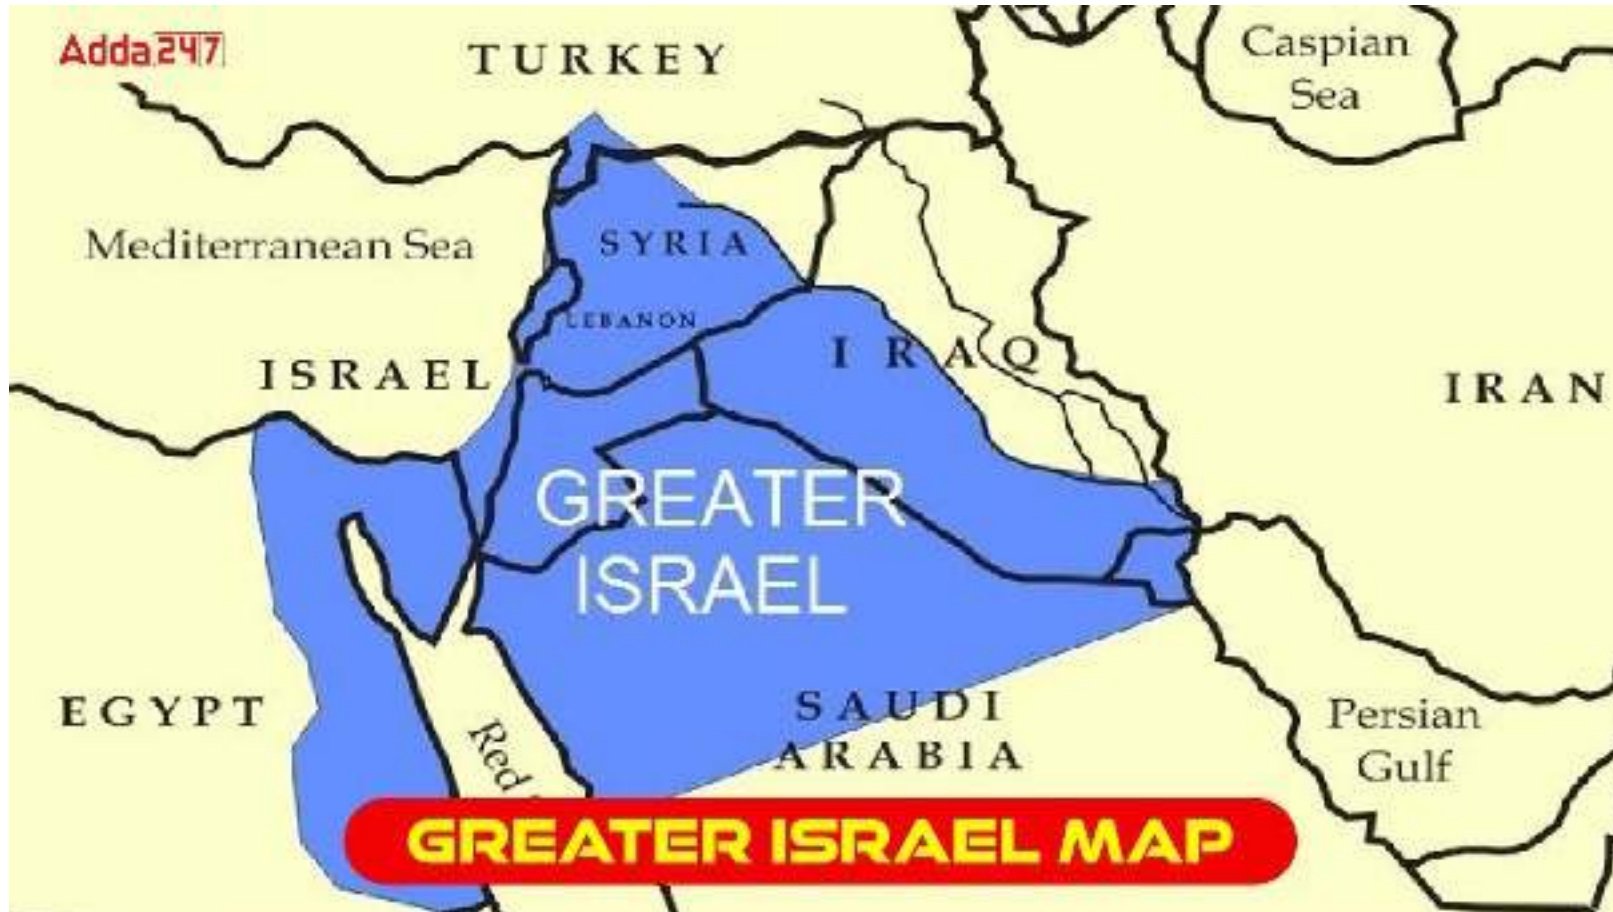 Adda247
TURKEY
Caspian
Sea
Mediterranean Sea
SYRIA
LEBANON
ISRAEL
IRAQ
IRAN
GREATER
ISRAEL
EGYPT
Red
SAUDI
ARABIA
Persian
Gulf
GREATER ISRAEL MAP